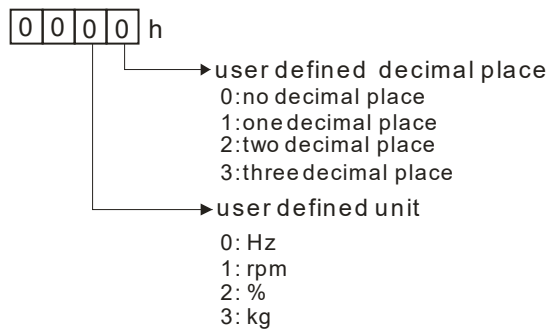 0 0 0 0 h
user defined decimal place
0:no decimal place
1:one decimal place
2:two decimal place
3:three decimal place
user defined unit
0: Hz
1: rpm
2: %
3: kg